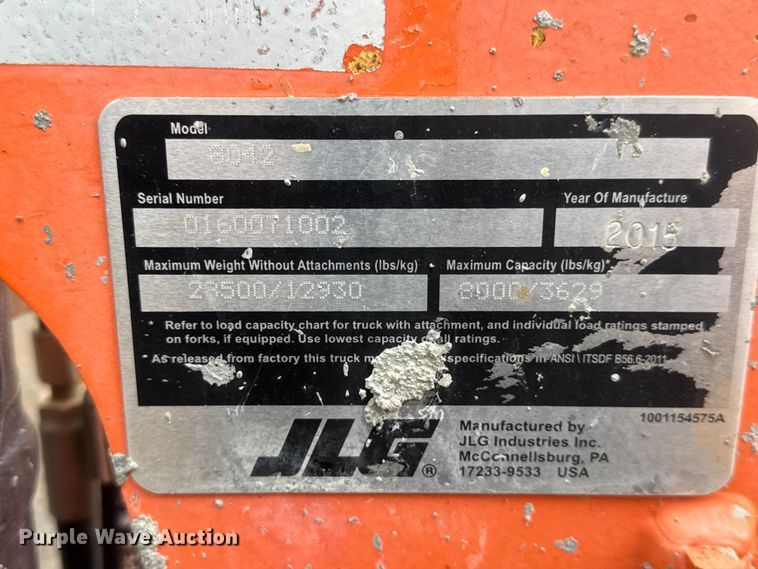 Model
8042
Serial Number
Year Of Manufacture
0160071002
2015
Maximum Weight Without Attachments (lbs/kg)
Maximum Capacity (lbs/kg)*
28500/12930
8000/3629
* Refer to load capacity chart for truck with attachment, and individual load ratings stamped
on forks, if equipped. Use lowest capacity of all ratings.
*As released from factory this truck specifications in ANSI \ ITSDF B56.6-2011
JLG®
Manufactured by
JLG Industries Inc.
McConnellsburg, PA
17233-9533 USA
1001154575A
Purple Wave Auction